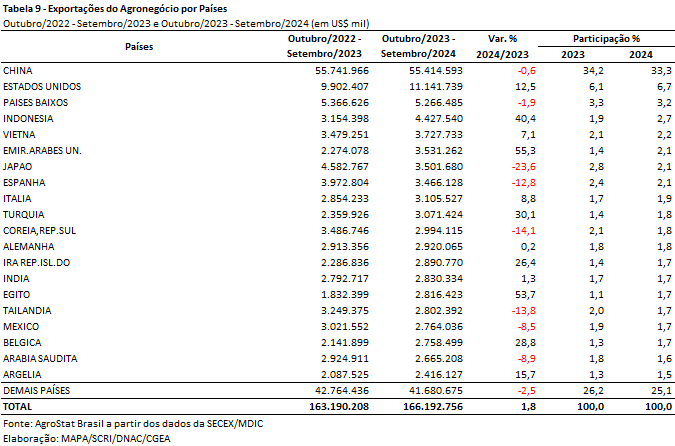 Tabela 9 - Exportações do Agronegócio por Países
Outubro/2022 - Setembro/2023 e Outubro/2023 - Setembro/2024 (em US$ mil)
Países Outubro/2022 - Setembro/2023 Outubro/2023 - Setembro/2024 Var. % 2024/2023 Participação % 2023 2024
CHINA 55.741.966 55.414.593 -0,6 34,2 33,3
ESTADOS UNIDOS 9.902.407 11.141.739 12,5 6,1 6,7
PAISES BAIXOS 5.366.626 5.266.485 -1,9 3,3 3,2
INDONESIA 3.154.398 4.427.540 40,4 1,9 2,7
VIETNA 3.479.251 3.727.733 7,1 2,1 2,2
EMIR.ARABES UN. 2.274.078 3.531.262 55,3 1,4 2,1
JAPAO 4.582.767 3.501.680 -23,6 2,8 2,1
ESPANHA 3.972.804 3.466.128 -12,8 2,4 2,1
ITALIA 2.854.233 3.105.527 8,8 1,7 1,9
TURQUIA 2.359.926 3.071.424 30,1 1,4 1,8
COREIA,REP.SUL 3.486.746 2.994.115 -14,1 2,1 1,8
ALEMANHA 2.913.356 2.920.065 0,2 1,8 1,8
IRA REP.ISL.DO 2.286.836 2.890.770 26,4 1,4 1,7
INDIA 2.792.717 2.830.334 1,3 1,7 1,7
EGITO 1.832.399 2.816.423 53,7 1,1 1,7
TAILANDIA 3.249.375 2.802.392 -13,8 2,0 1,7
MEXICO 3.021.552 2.764.036 -8,5 1,9 1,7
BELGICA 2.141.899 2.758.499 28,8 1,3 1,7
ARABIA SAUDITA 2.924.911 2.665.208 -8,9 1,8 1,6
ARGELIA 2.087.525 2.416.127 15,7 1,3 1,5
DEMAIS PAÍSES 42.764.436 41.680.675 -2,5 26,2 25,1
TOTAL 163.190.208 166.192.756 1,8 100,0 100,0
Fonte: AgroStat Brasil a partir dos dados da SECEX/MDIC
Elaboração: MAPA/SCRI/DNAC/CGEA